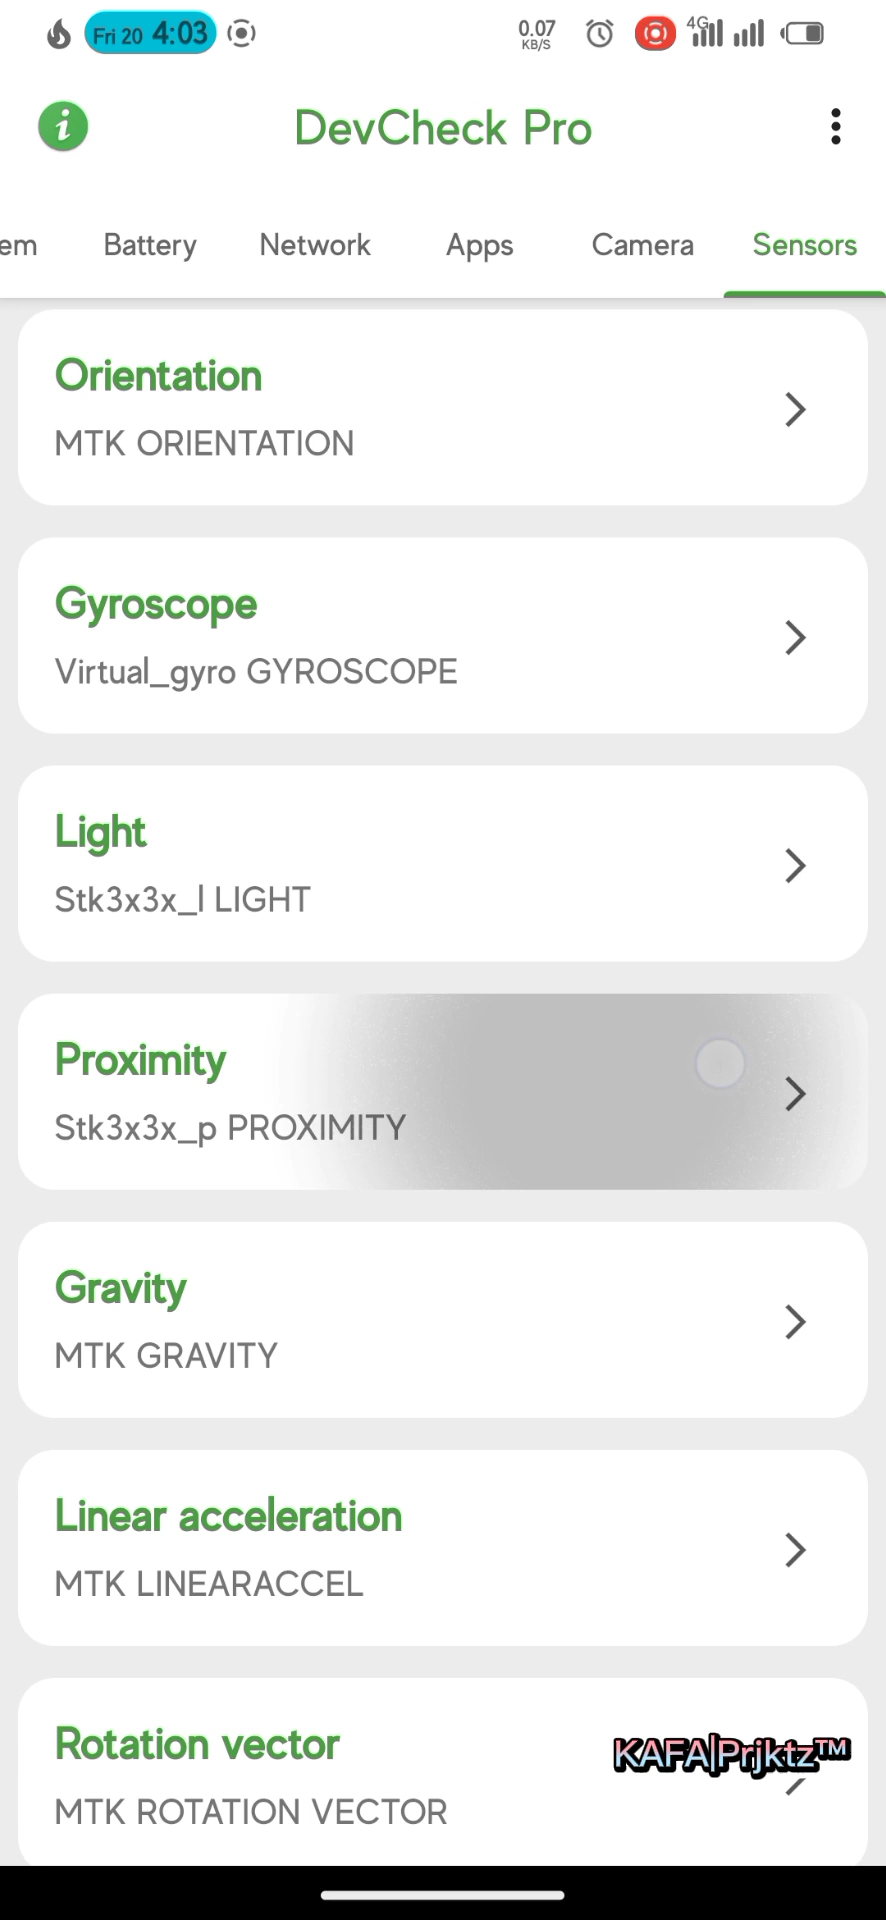 Fri 20 4:03
0.07
KB/S
4G
DevCheck Pro
em Battery Network Apps Camera Sensors
Orientation
MTK ORIENTATION
Gyroscope
Virtual_gyro GYROSCOPE
Light
Stk3x3x_l LIGHT
Proximity
Stk3x3x_p PROXIMITY
Gravity
MTK GRAVITY
Linear acceleration
MTK LINEARACCEL
Rotation vector
KAFA|Prjktz™
MTK ROTATION VECTOR